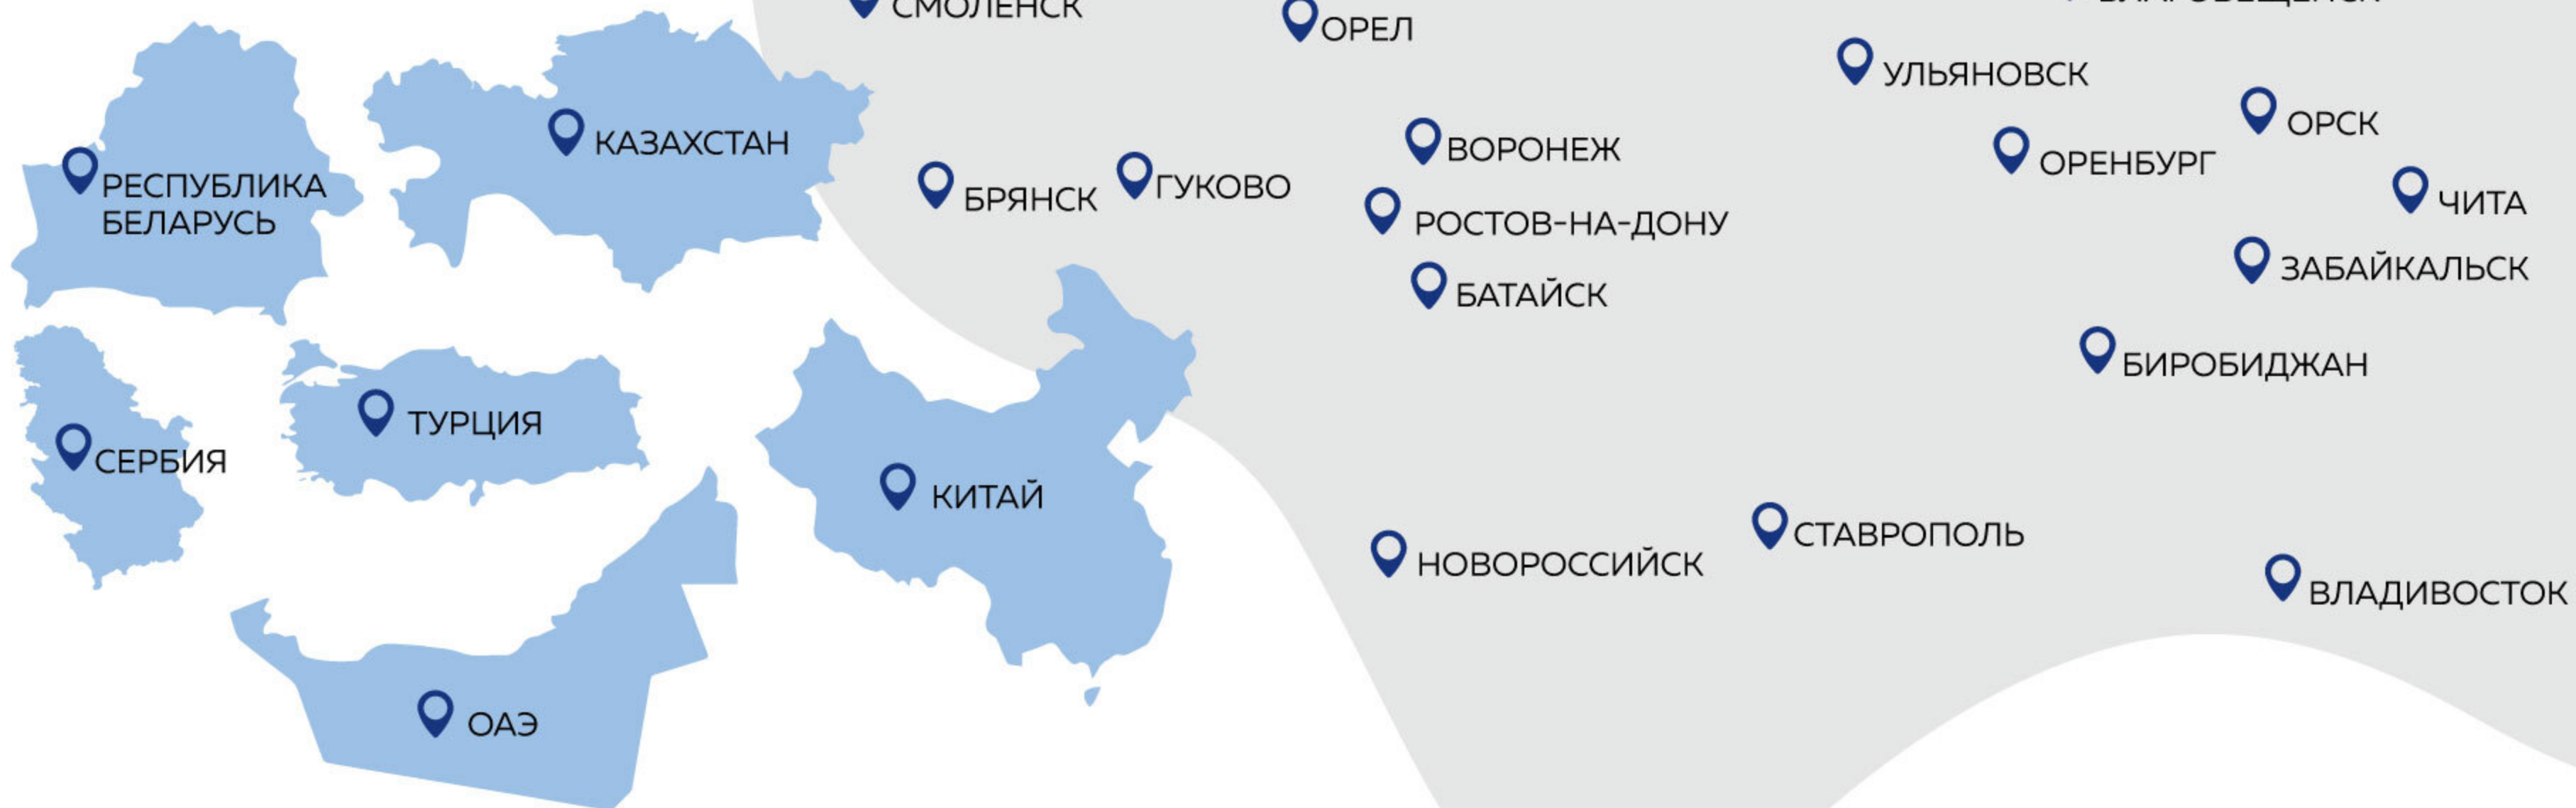 СМОЛЕНСК
ОРЕЛ
УЛЬЯНОВСК
ОРСК
КАЗАХСТАН
ВОРОНЕЖ
ОРЕНБУРГ
РЕСПУБЛИКА
БЕЛАРУСЬ
БРЯНСК
ГУКОВО
ЧИТА
РОСТОВ-НА-ДОНУ
ЗАБАЙКАЛЬСК
БАТАЙСК
БИРОБИДЖАН
ТУРЦИЯ
СЕРБИЯ
КИТАЙ
СТАВРОПОЛЬ
НОВОРОССИЙСК
ВЛАДИВОСТОК
ОАЭ